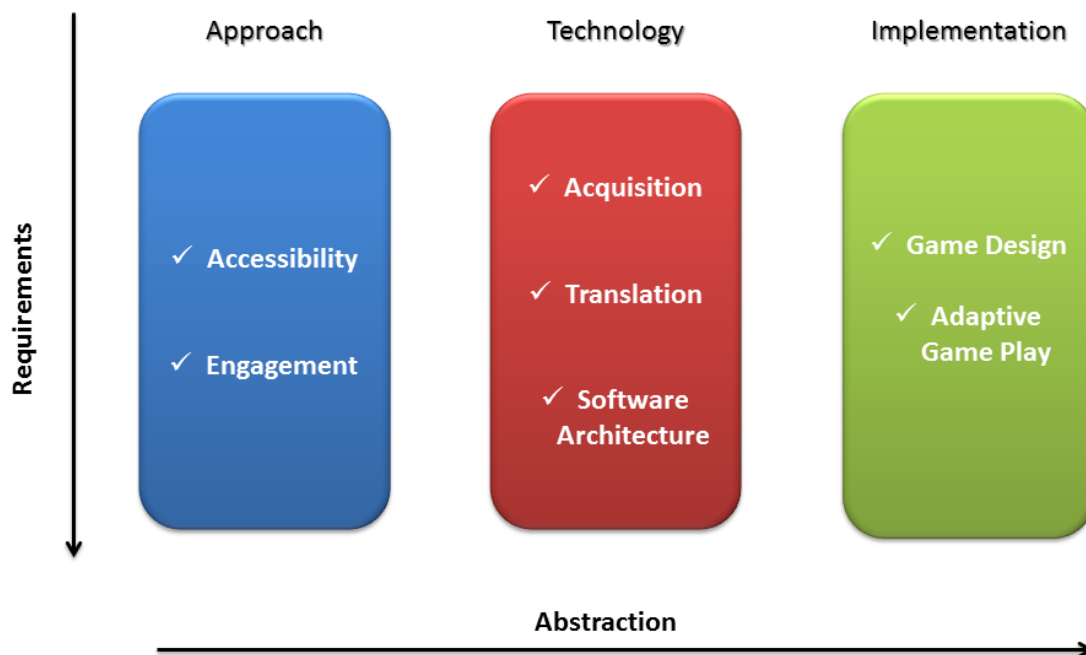 Approach
Technology
Implementation
Requirements
✓ Accessibility
✓ Engagement
✓ Acquisition
✓ Translation
✓ Software
Architecture
✓ Game Design
✓ Adaptive
Game Play
Abstraction